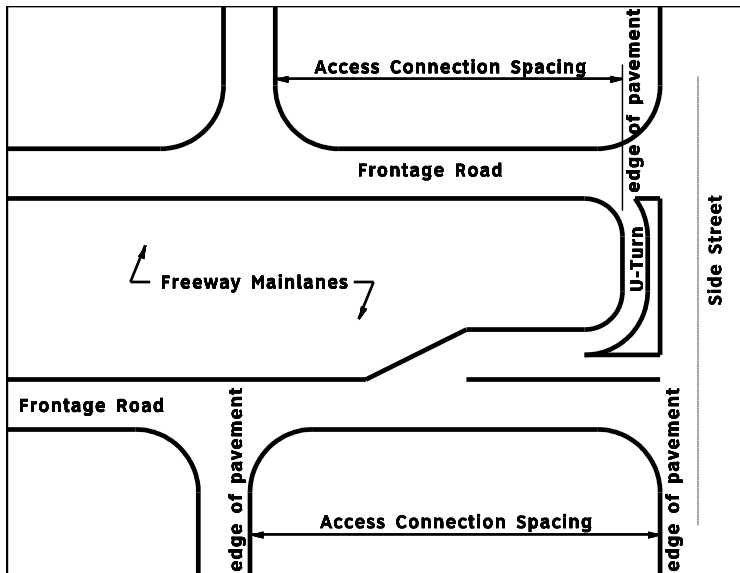 Access Connection Spacing
edge of pavement
Frontage Road
U-Turn
Side Street
Freeway Mainlanes
Frontage Road
edge of pavement
edge of pavement
Access Connection Spacing